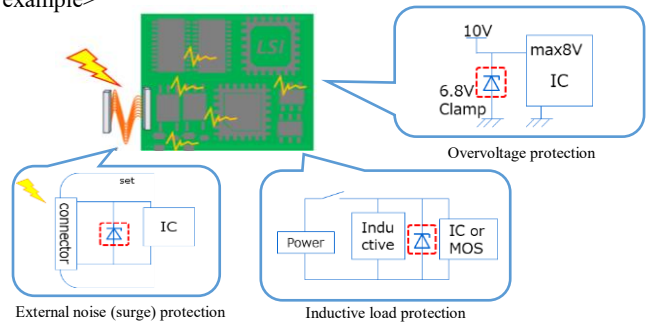 example>
LSI
10V
max8V
IC
6.8V
Clamp
Overvoltage protection
set
connector
IC
External noise (surge) protection
Power
Indu
ctive
IC or
MOS
Inductive load protection